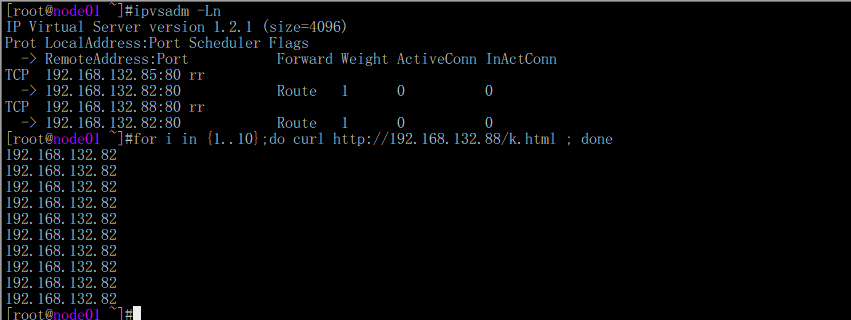 [root@node01 ~]#ipvsadm -Ln
IP Virtual Server version 1.2.1 (size=4096)
Prot LocalAddress:Port Scheduler Flags
  -> RemoteAddress:Port           Forward Weight ActiveConn InActConn
TCP  192.168.132.85:80 rr
  -> 192.168.132.82:80            Route   1      0          0
TCP  192.168.132.88:80 rr
  -> 192.168.132.82:80            Route   1      0          0
[root@node01 ~]#for i in {1..10};do curl http://192.168.132.88/k.html ; done
192.168.132.82
192.168.132.82
192.168.132.82
192.168.132.82
192.168.132.82
192.168.132.82
192.168.132.82
192.168.132.82
192.168.132.82
192.168.132.82
[root@node01 ~]#